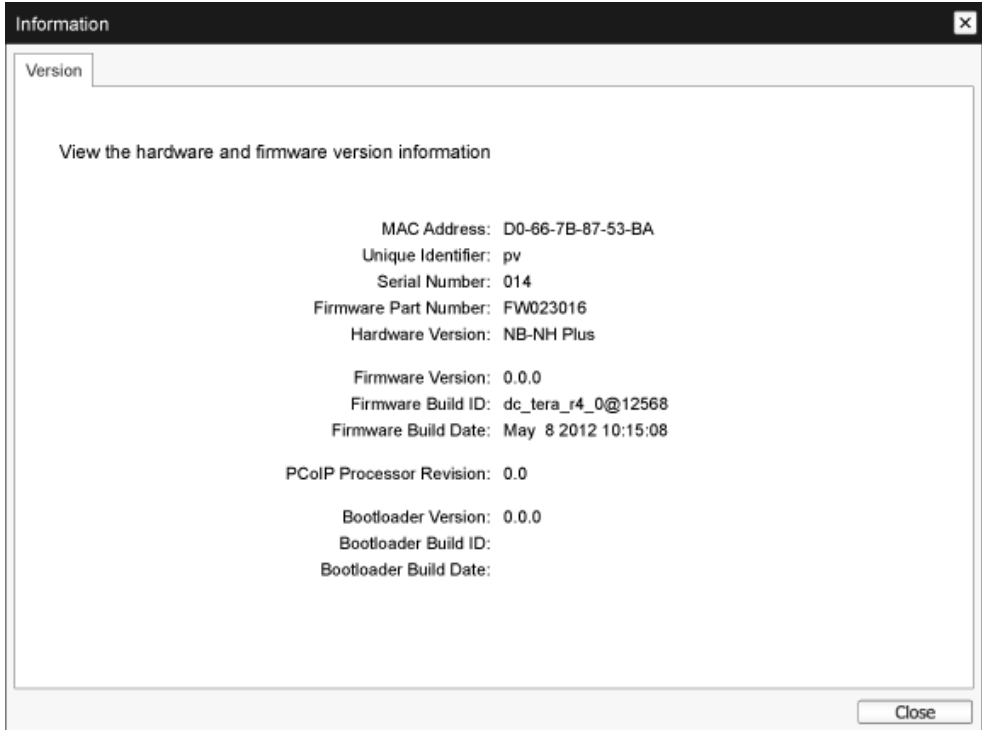 Information
Version
View the hardware and firmware version information
MAC Address: D0-66-7B-87-53-BA
Unique Identifier: pv
Serial Number: 014
Firmware Part Number: FW023016
Hardware Version: NB-NH Plus
Firmware Version: 0.0.0
Firmware Build ID: dc_tera_r4_0@12568
Firmware Build Date: May  8 2012 10:15:08
PCoIP Processor Revision: 0.0
Bootloader Version: 0.0.0
Bootloader Build ID:
Bootloader Build Date:
Close